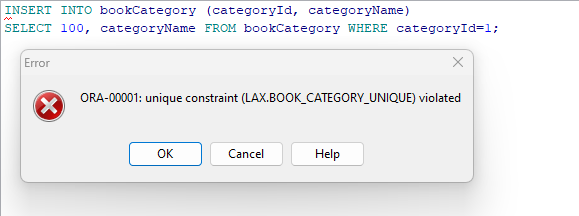 INSERT INTO bookCategory (categoryId, categoryName)
SELECT 100, categoryName FROM bookCategory WHERE categoryId=1;
Error
ORA-00001: unique constraint (LAX.BOOK_CATEGORY_UNIQUE) violated
OK Cancel Help